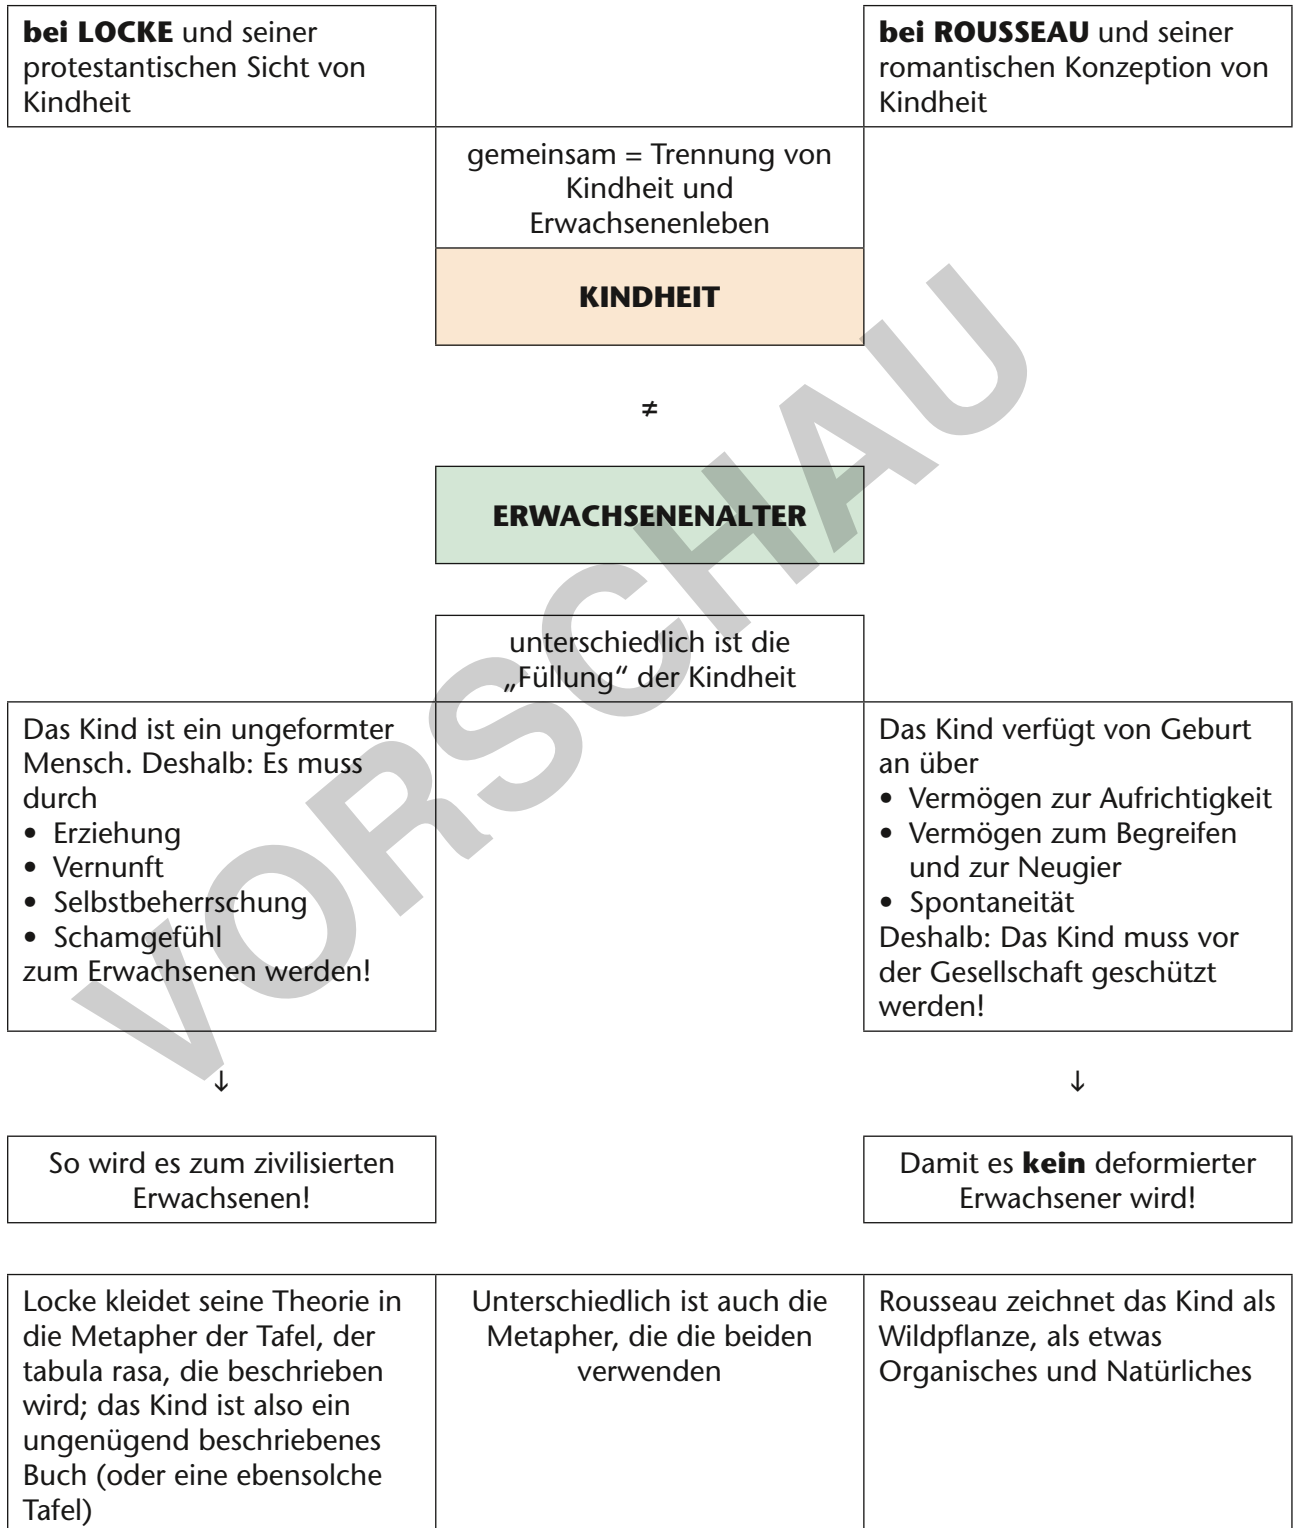 bei LOCKE und seiner
protestantischen Sicht von
Kindheit
bei ROUSSEAU und seiner
romantischen Konzeption von
Kindheit
gemeinsam = Trennung von
Kindheit und
Erwachsenenleben
KINDHEIT
≠
ERWACHSENENALTER
unterschiedlich ist die
„Füllung“ der Kindheit
Das Kind ist ein ungeformter
Mensch. Deshalb: Es muss
durch
• Erziehung
• Vernunft
• Selbstbeherrschung
• Schamgefühl
zum Erwachsenen werden!
Das Kind verfügt von Geburt
an über
• Vermögen zur Aufrichtigkeit
• Vermögen zum Begreifen
und zur Neugier
• Spontaneität
Deshalb: Das Kind muss vor
der Gesellschaft geschützt
werden!
↓
↓
So wird es zum zivilisierten
Erwachsenen!
Damit es kein deformierter
Erwachsener wird!
Locke kleidet seine Theorie in
die Metapher der Tafel, der
tabula rasa, die beschrieben
wird; das Kind ist also ein
ungenügend beschriebenes
Buch (oder eine ebensolche
Tafel)
Unterschiedlich ist auch die
Metapher, die die beiden
verwenden
Rousseau zeichnet das Kind als
Wildpflanze, als etwas
Organisches und Natürliches
VORSCHAU